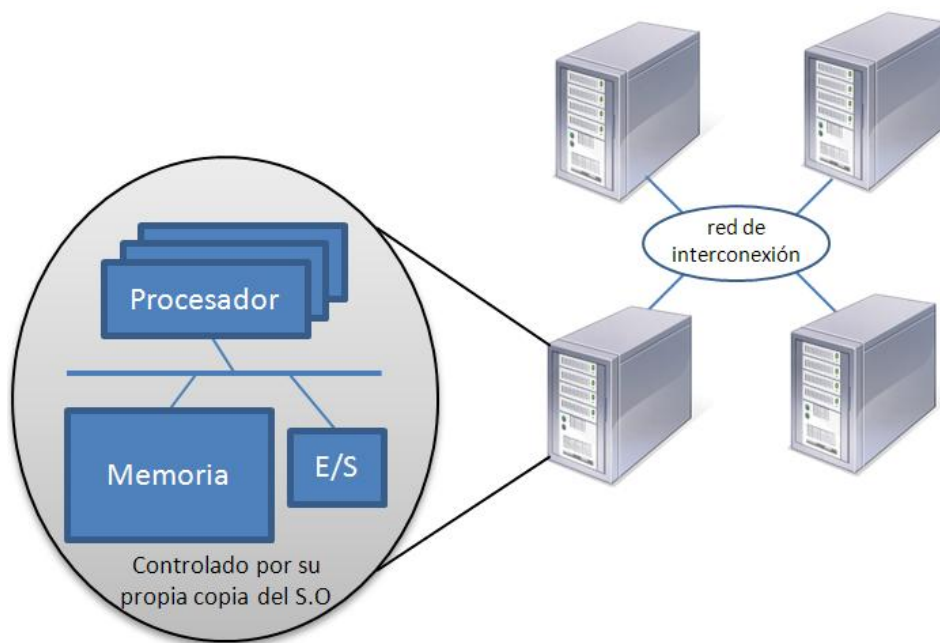 red de
interconexión
Procesador
Memoria
E/S
Controlado por su
propia copia del S.O